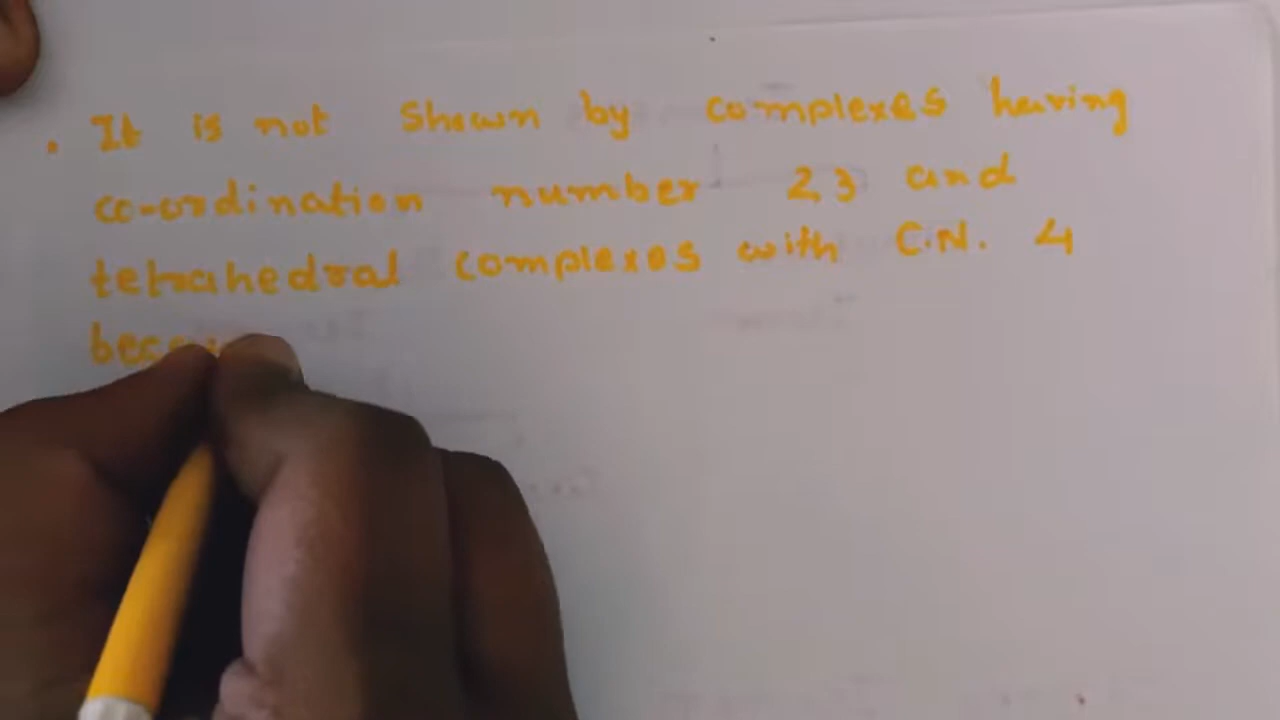 . It is not shown by complexes having
co-ordination number 2,3 and
tetrahedral complexes with C.N. 4